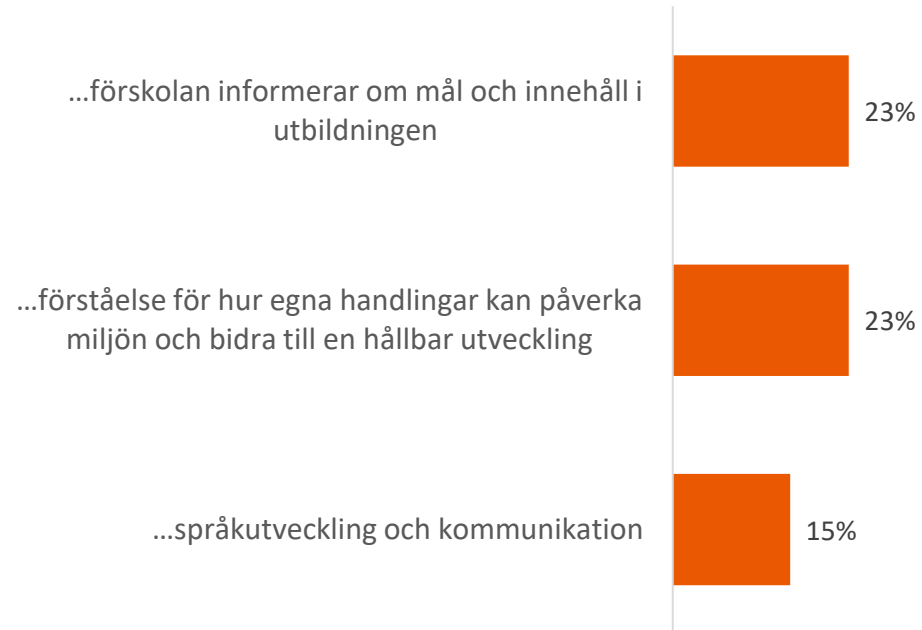 ...förskolan informerar om mål och innehåll i
utbildningen
23%
...förståelse för hur egna handlingar kan påverka
miljön och bidra till en hållbar utveckling
23%
...språkutveckling och kommunikation
15%